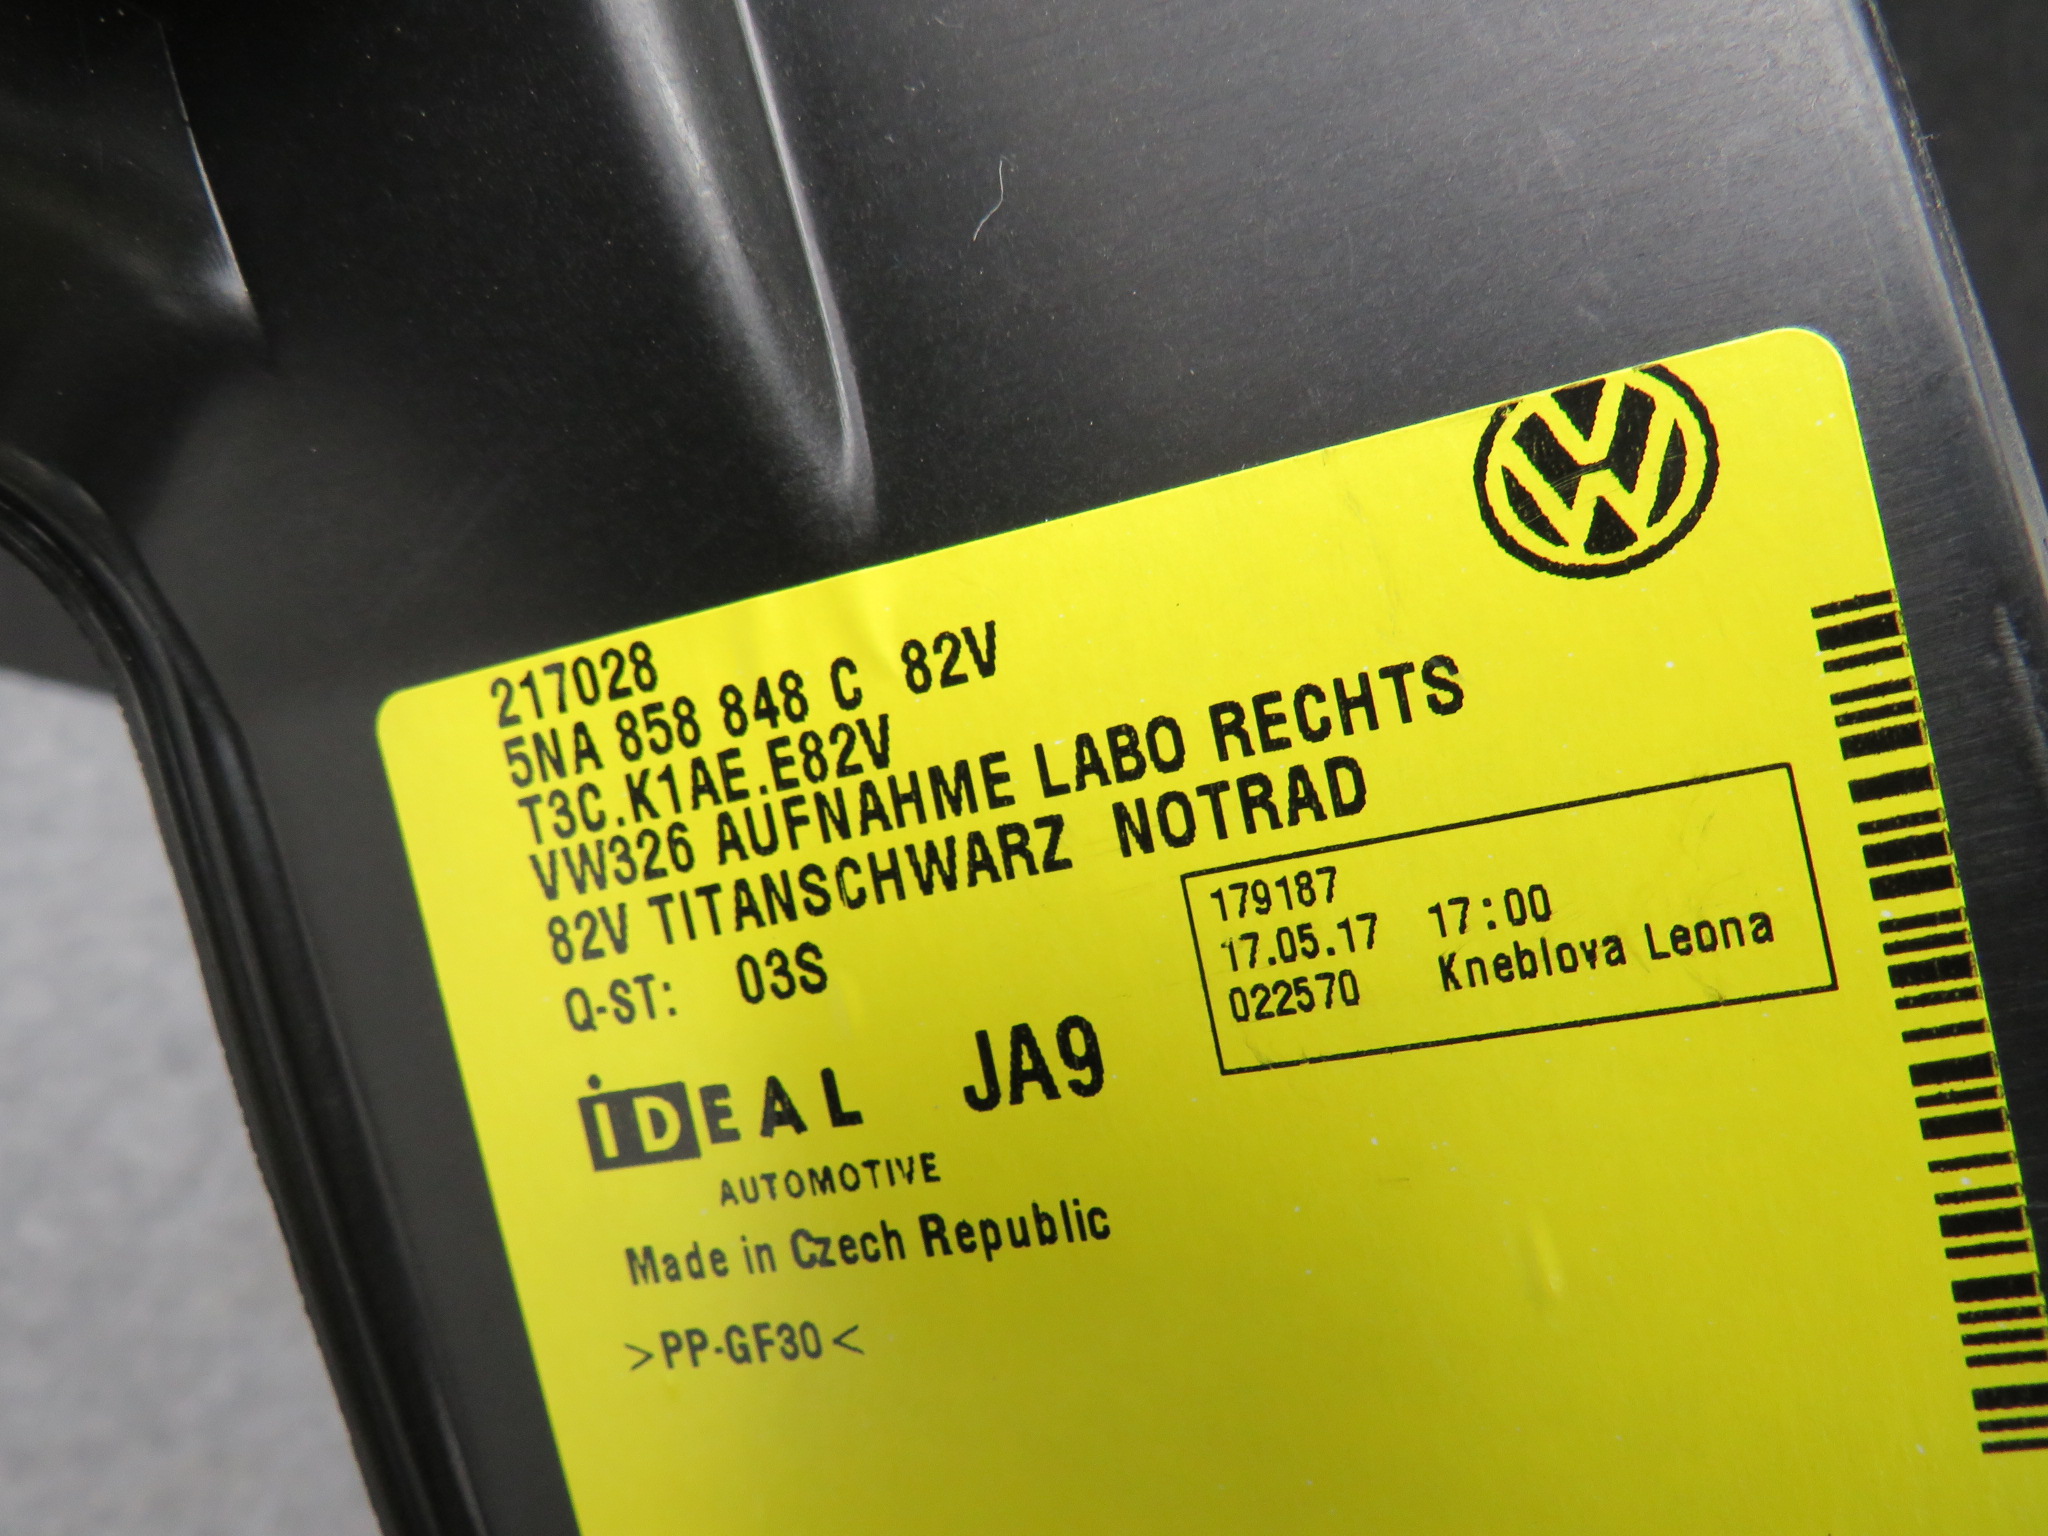 217028
5NA 858 848 C 82V
T3C.K1AE.E82V
VW326 AUFNAHME LABO RECHTS
82V TITANSCHWARZ NOTRAD
Q-ST: 03S
179187
17.05.17 17:00
022570 Kneblova Leona
iDEAL JA9
AUTOMOTIVE
Made in Czech Republic
>PP-GF30<